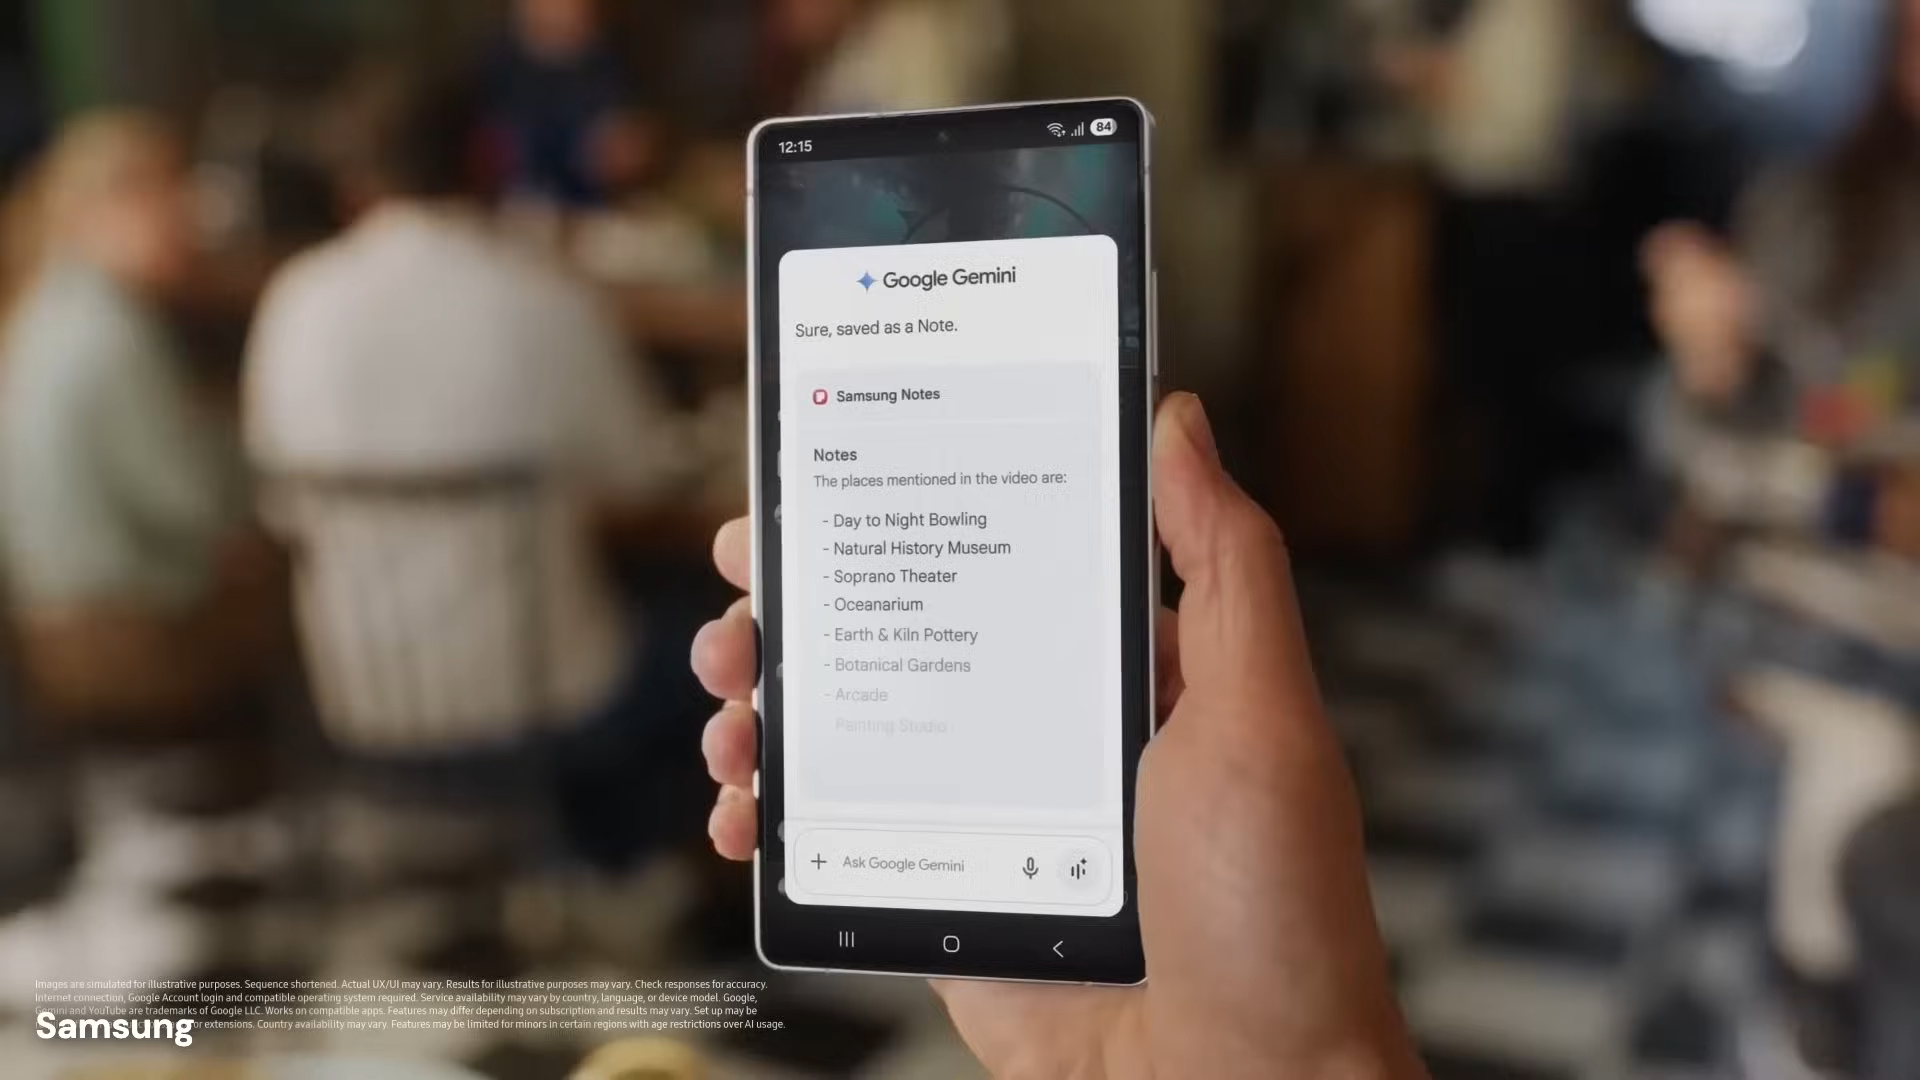 12:15
84
Google Gemini
Sure, saved as a Note.
Samsung Notes
Notes
The places mentioned in the video are:
- Day to Night Bowling
- Natural History Museum
- Soprano Theater
- Oceanarium
- Earth & Kiln Pottery
- Botanical Gardens
- Arcade
Painting Studio
Ask Google Gemini
Images are simulated for illustrative purposes. Sequence shortened. Actual UX/UI may vary. Results for illustrative purposes may vary. Check responses for accuracy.
Internet connection, Google Account login and compatible operating system required. Service availability may vary by country, language, or device model. Google,
Gemini and YouTube are trademarks of Google LLC. Works on compatible apps. Features may differ depending on subscription and results may vary. Set up may be
or extensions. Country availability may vary. Features may be limited for minors in certain regions with age restrictions over AI usage.
Samsung